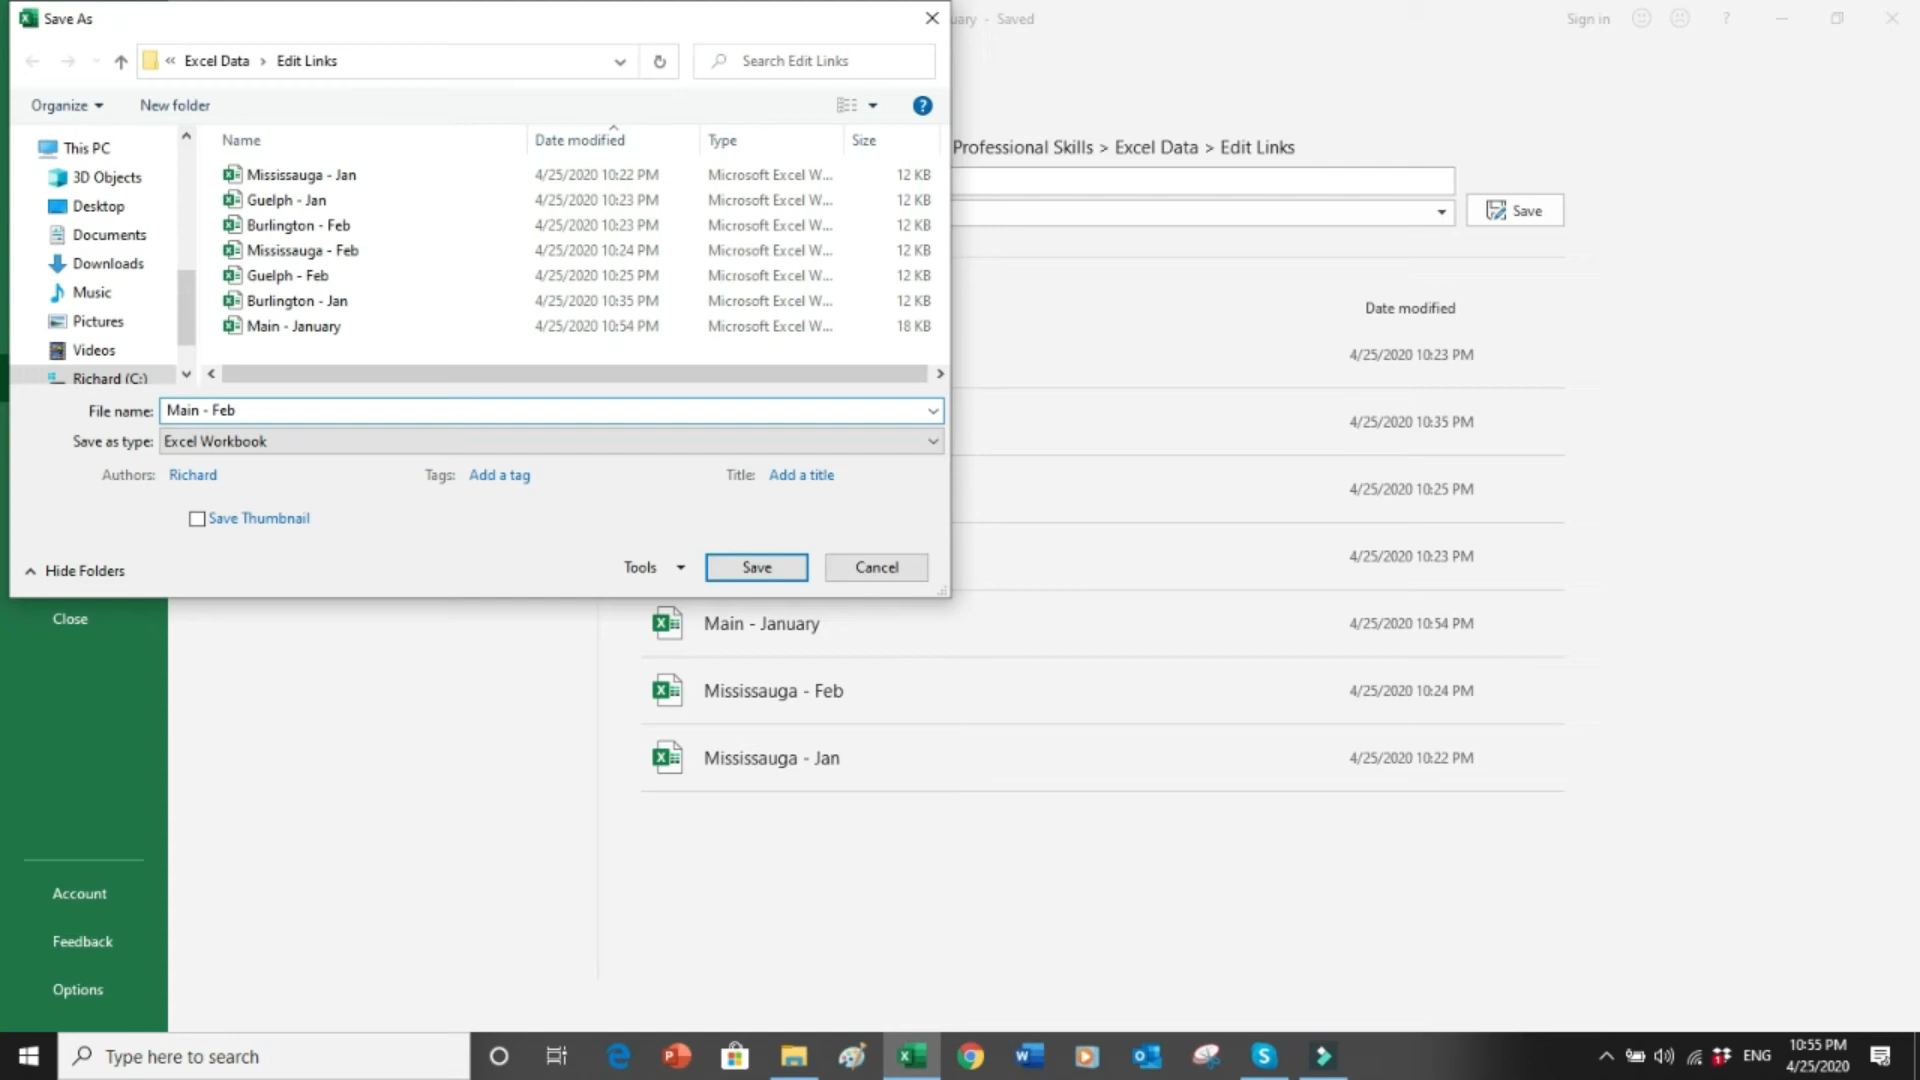 Save As
uary - Saved
Sign in
?
« Excel Data > Edit Links
Search Edit Links
Organize
New folder
?
Name
Date modified
Type
Size
This PC
3D Objects
Desktop
Documents
Downloads
Music
Pictures
Videos
Richard (C:)
Mississauga - Jan 4/25/2020 10:22 PM Microsoft Excel W... 12 KB
Guelph - Jan 4/25/2020 10:23 PM Microsoft Excel W... 12 KB
Burlington - Feb 4/25/2020 10:23 PM Microsoft Excel W... 12 KB
Mississauga - Feb 4/25/2020 10:24 PM Microsoft Excel W... 12 KB
Guelph - Feb 4/25/2020 10:25 PM Microsoft Excel W... 12 KB
Burlington - Jan 4/25/2020 10:35 PM Microsoft Excel W... 12 KB
Main - January 4/25/2020 10:54 PM Microsoft Excel W... 18 KB
File name: Main - Feb
Save as type: Excel Workbook
Authors: Richard
Tags: Add a tag
Title: Add a title
Save Thumbnail
Hide Folders
Tools
Save
Cancel
Professional Skills > Excel Data > Edit Links
Save
Date modified
4/25/2020 10:23 PM
4/25/2020 10:35 PM
4/25/2020 10:25 PM
4/25/2020 10:23 PM
Main - January 4/25/2020 10:54 PM
Mississauga - Feb 4/25/2020 10:24 PM
Mississauga - Jan 4/25/2020 10:22 PM
Close
Account
Feedback
Options
Type here to search
ENG
10:55 PM
4/25/2020